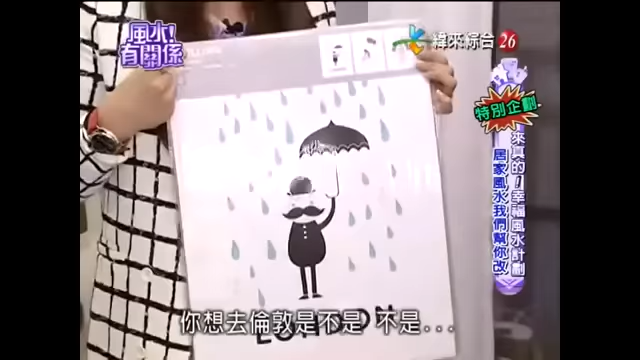 風水!
有關係
緯來綜合台 26
特別企劃
來真的!幸福風水計劃
居家風水我們幫你改
LONDON
你想去倫敦是不是 不是...